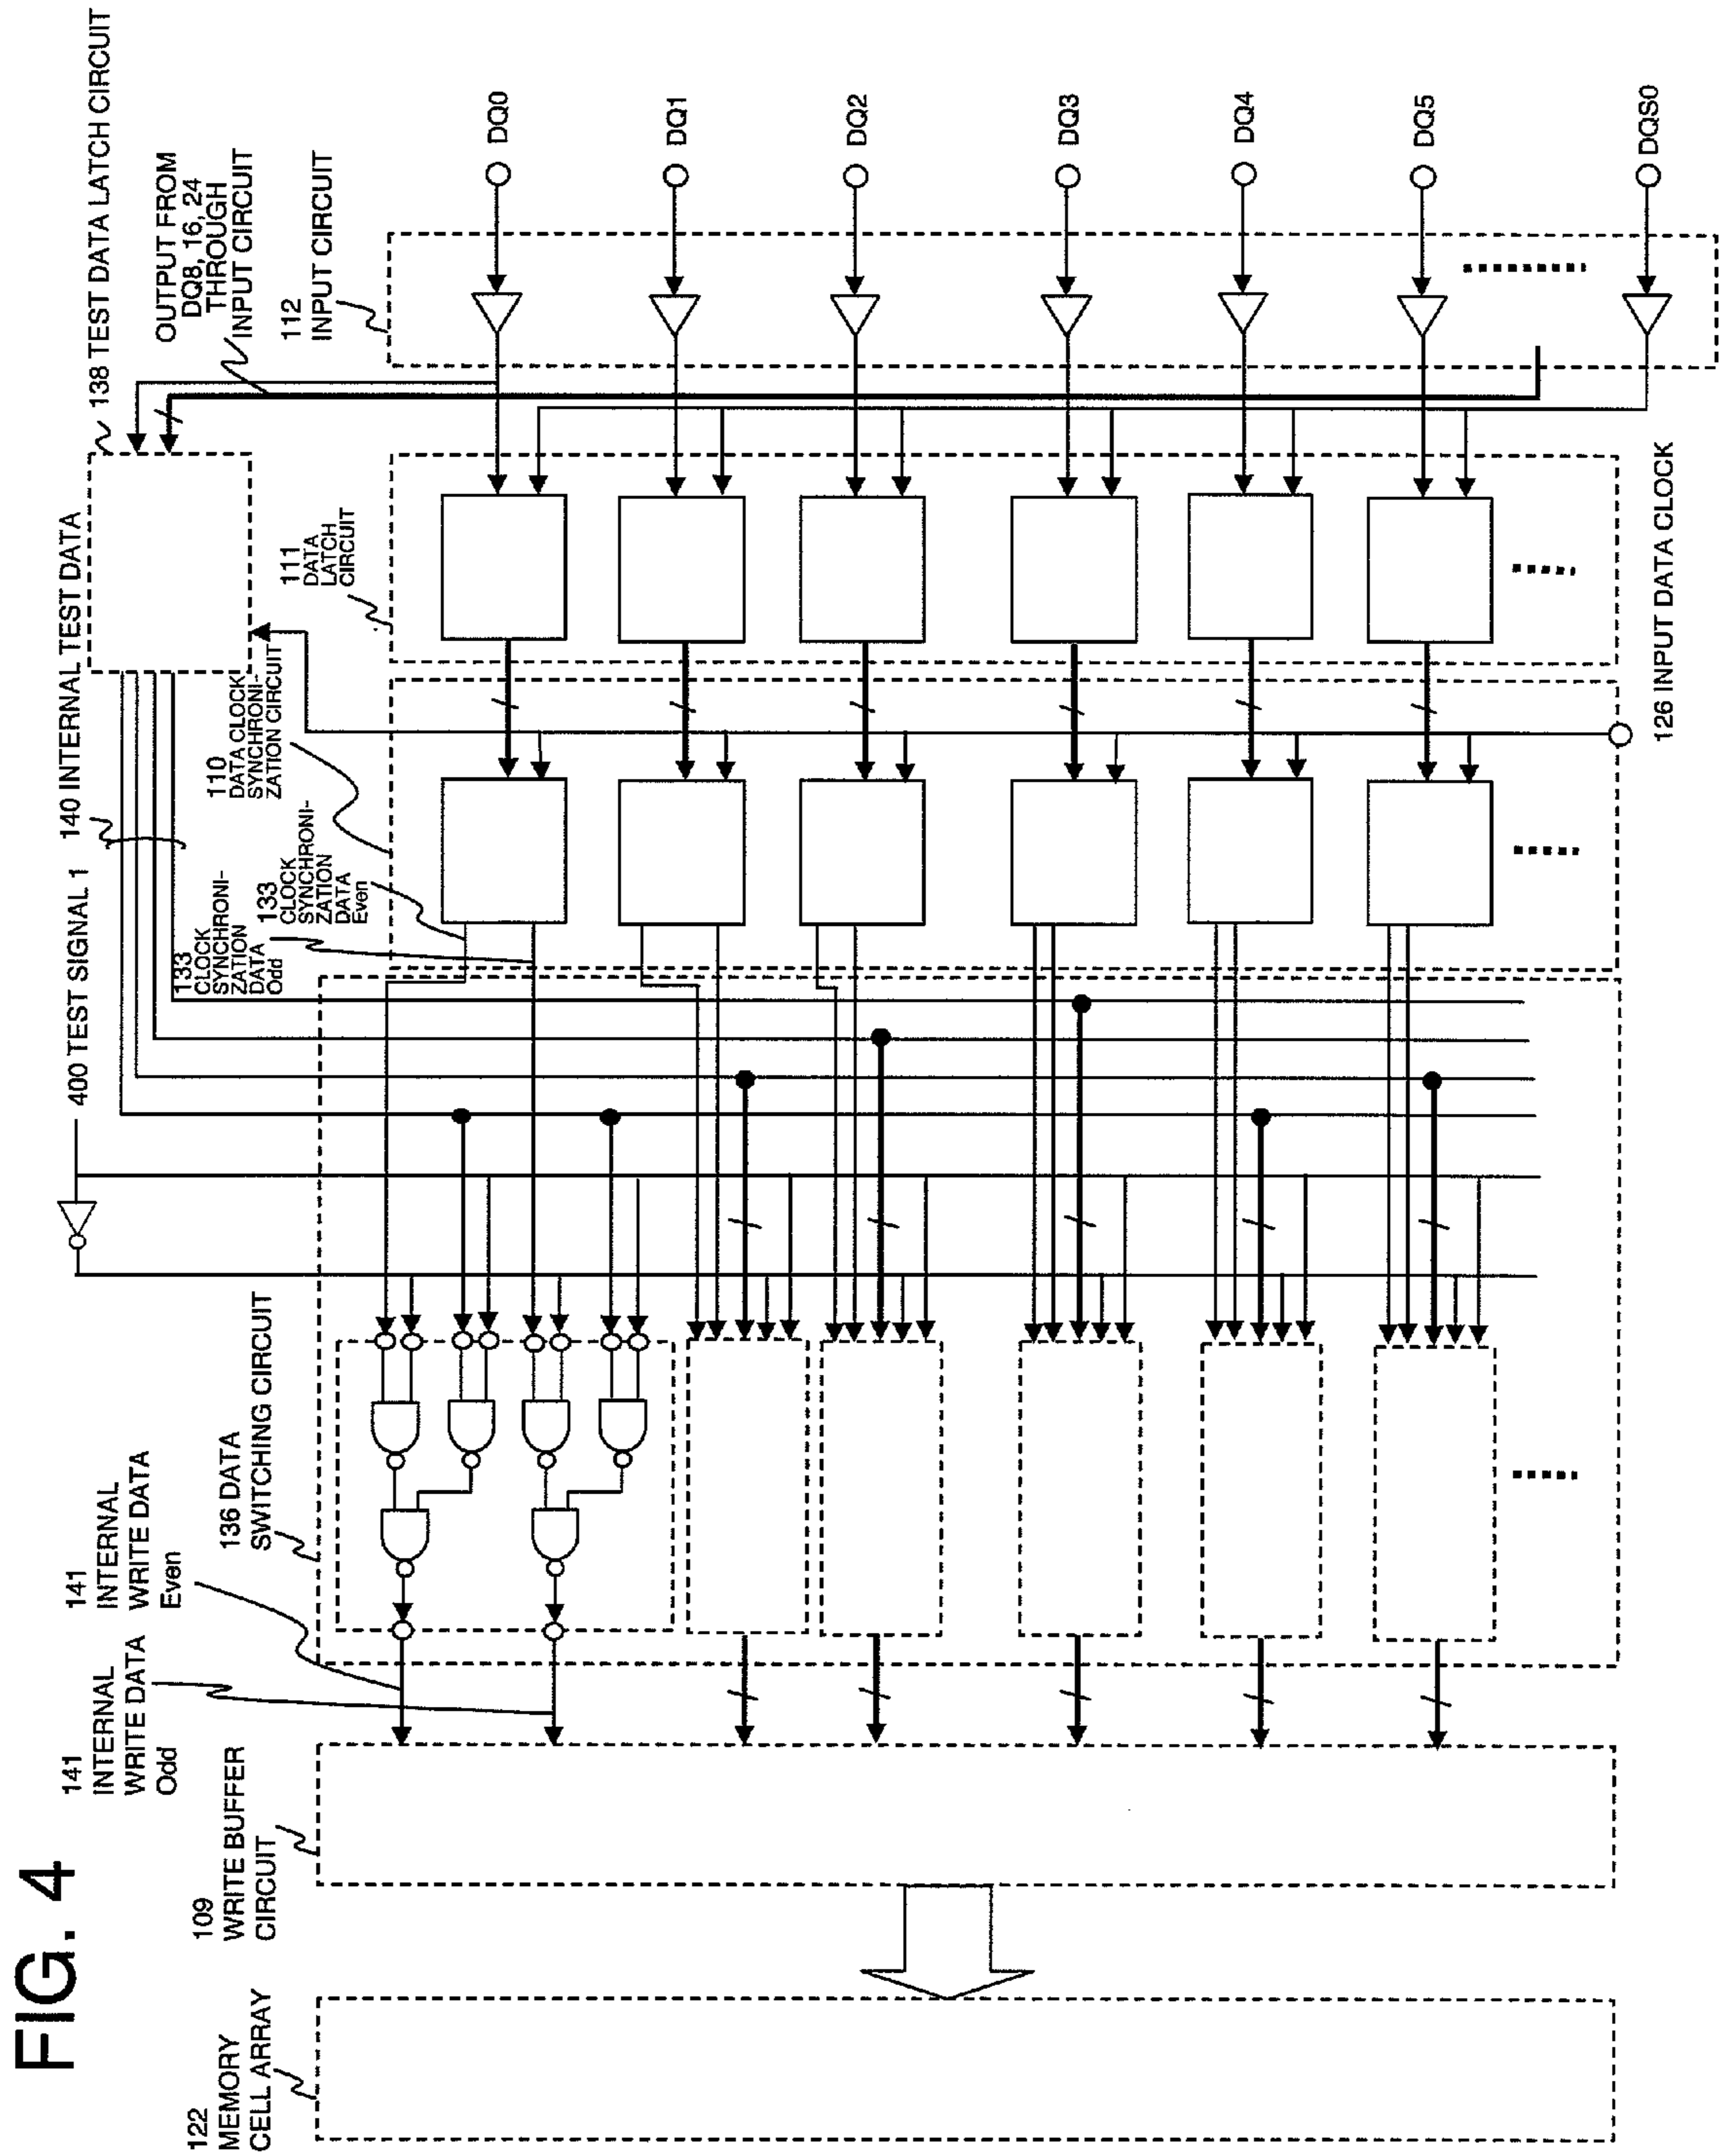 FIG. 4
138 TEST DATA LATCH CIRCUIT
OUTPUT FROM
DQ8, 16, 24
THROUGH
INPUT CIRCUIT
112
INPUT CIRCUIT
DQ0
DQ1
DQ2
DQ3
DQ4
DQ5
DQS0
140 INTERNAL TEST DATA
111
DATA
LATCH
CIRCUIT
126 INPUT DATA CLOCK
110
DATA CLOCK
SYNCHRONI-
ZATION CIRCUIT
133
CLOCK
SYNCHRONI-
ZATION
DATA
Even
133
CLOCK
SYNCHRONI-
ZATION
DATA
Odd
400 TEST SIGNAL 1
136 DATA
SWITCHING CIRCUIT
141
INTERNAL
WRITE DATA
Even
141
INTERNAL
WRITE DATA
Odd
109
WRITE BUFFER
CIRCUIT
122
MEMORY
CELL ARRAY